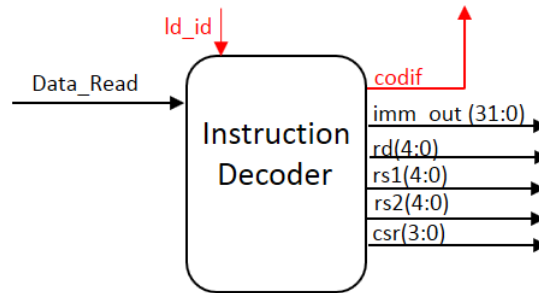 ld_id
Data_Read
codif
imm_out (31:0)
Instruction
Decoder
rd(4:0)
rs1(4:0)
rs2(4:0)
csr(3:0)